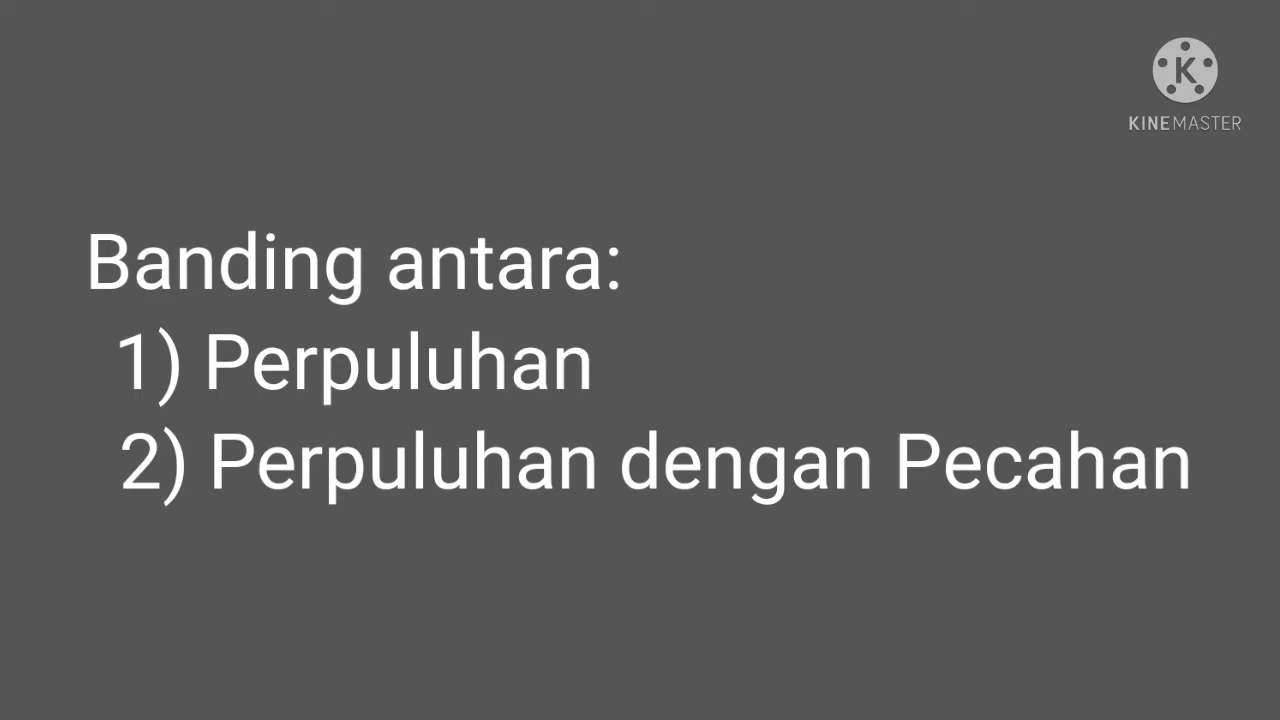 KINEMASTER
Banding antara:
1) Perpuluhan
2) Perpuluhan dengan Pecahan